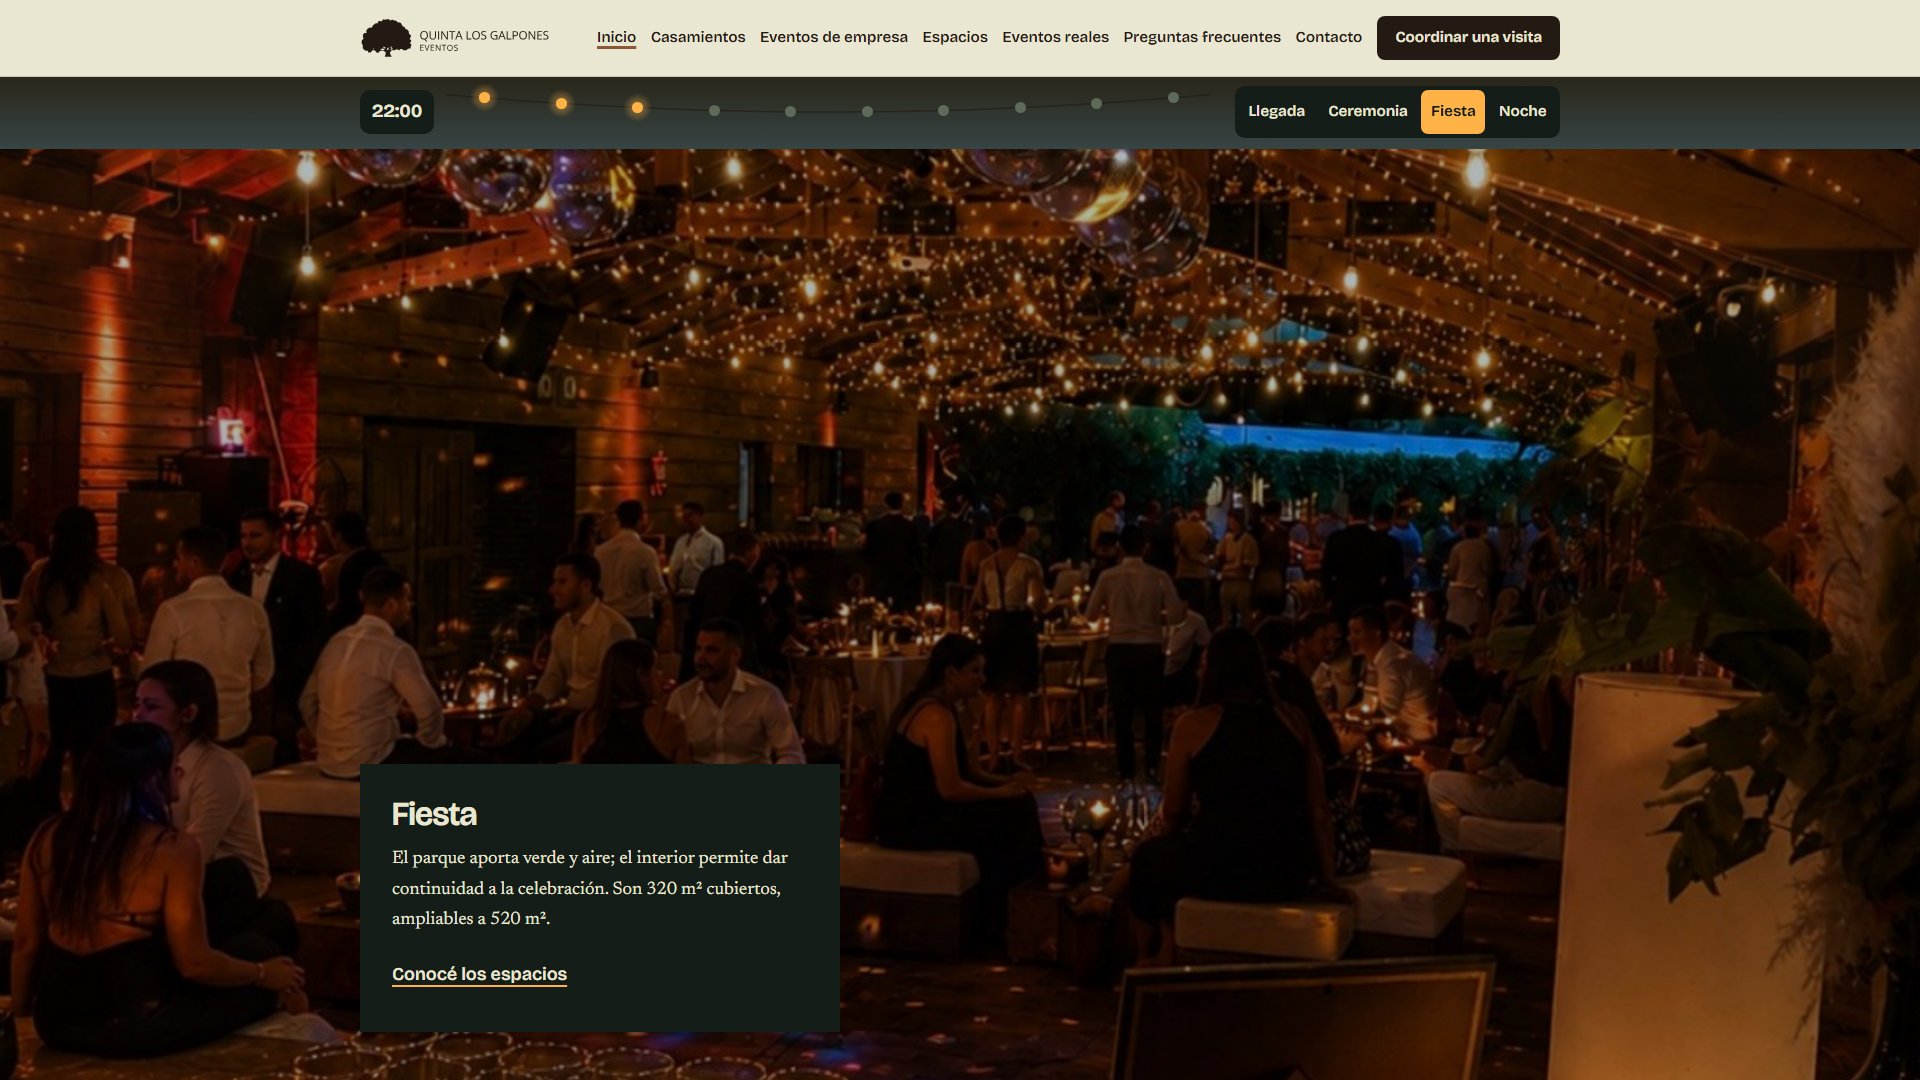 QUINTA LOS GALPONES
EVENTOS
Inicio
Casamientos
Eventos de empresa
Espacios
Eventos reales
Preguntas frecuentes
Contacto
Coordinar una visita
22:00
Llegada
Ceremonia
Fiesta
Noche
Fiesta
El parque aporta verde y aire; el interior permite dar
continuidad a la celebración. Son 320 m² cubiertos,
ampliables a 520 m².
Conocé los espacios